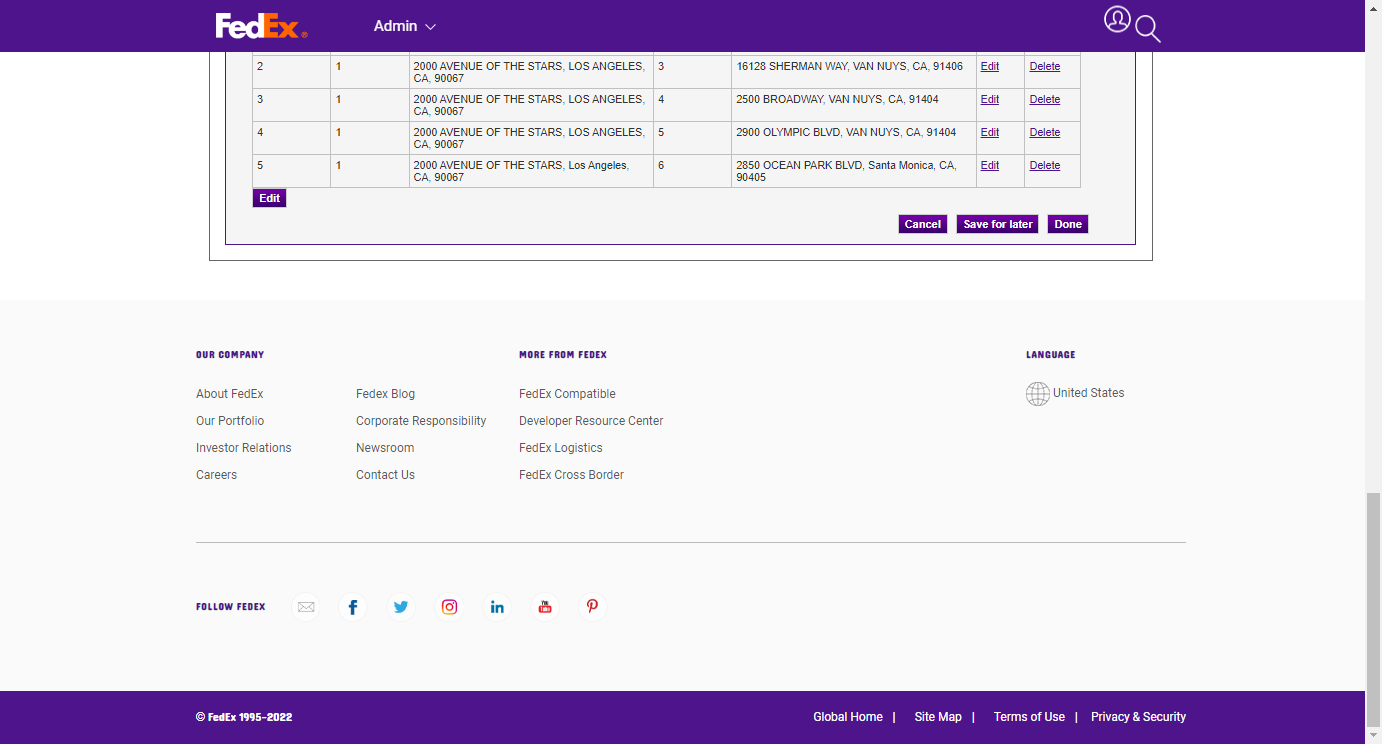 FedEx®
Admin
2 1 2000 AVENUE OF THE STARS, LOS ANGELES, CA, 90067 3 16128 SHERMAN WAY, VAN NUYS, CA, 91406 Edit Delete
3 1 2000 AVENUE OF THE STARS, LOS ANGELES, CA, 90067 4 2500 BROADWAY, VAN NUYS, CA, 91404 Edit Delete
4 1 2000 AVENUE OF THE STARS, LOS ANGELES, CA, 90067 5 2900 OLYMPIC BLVD, VAN NUYS, CA, 91404 Edit Delete
5 1 2000 AVENUE OF THE STARS, Los Angeles, CA, 90067 6 2850 OCEAN PARK BLVD, Santa Monica, CA, 90405 Edit Delete
Edit
Cancel Save for later Done
OUR COMPANY MORE FROM FEDEX LANGUAGE
About FedEx Fedex Blog FedEx Compatible United States
Our Portfolio Corporate Responsibility Developer Resource Center
Investor Relations Newsroom FedEx Logistics
Careers Contact Us FedEx Cross Border
FOLLOW FEDEX
© FedEx 1995-2022 Global Home | Site Map | Terms of Use | Privacy & Security